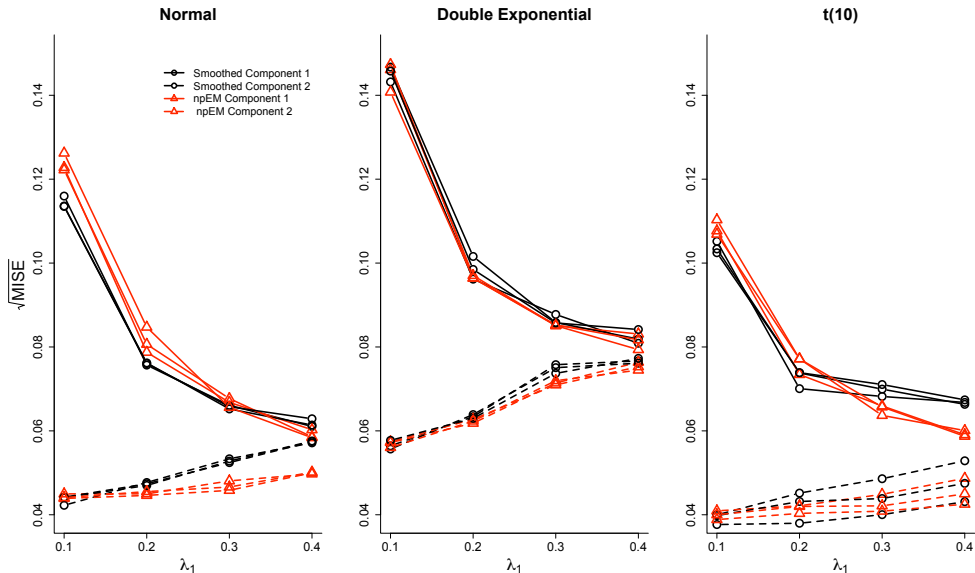 Normal
Double Exponential
t(10)
Smoothed Component 1
Smoothed Component 2
npEM Component 1
npEM Component 2
√MISE
0.04
0.06
0.08
0.10
0.12
0.14
0.1
0.2
0.3
0.4
λ1
0.04
0.06
0.08
0.10
0.12
0.14
0.1
0.2
0.3
0.4
λ1
0.04
0.06
0.08
0.10
0.12
0.14
0.1
0.2
0.3
0.4
λ1